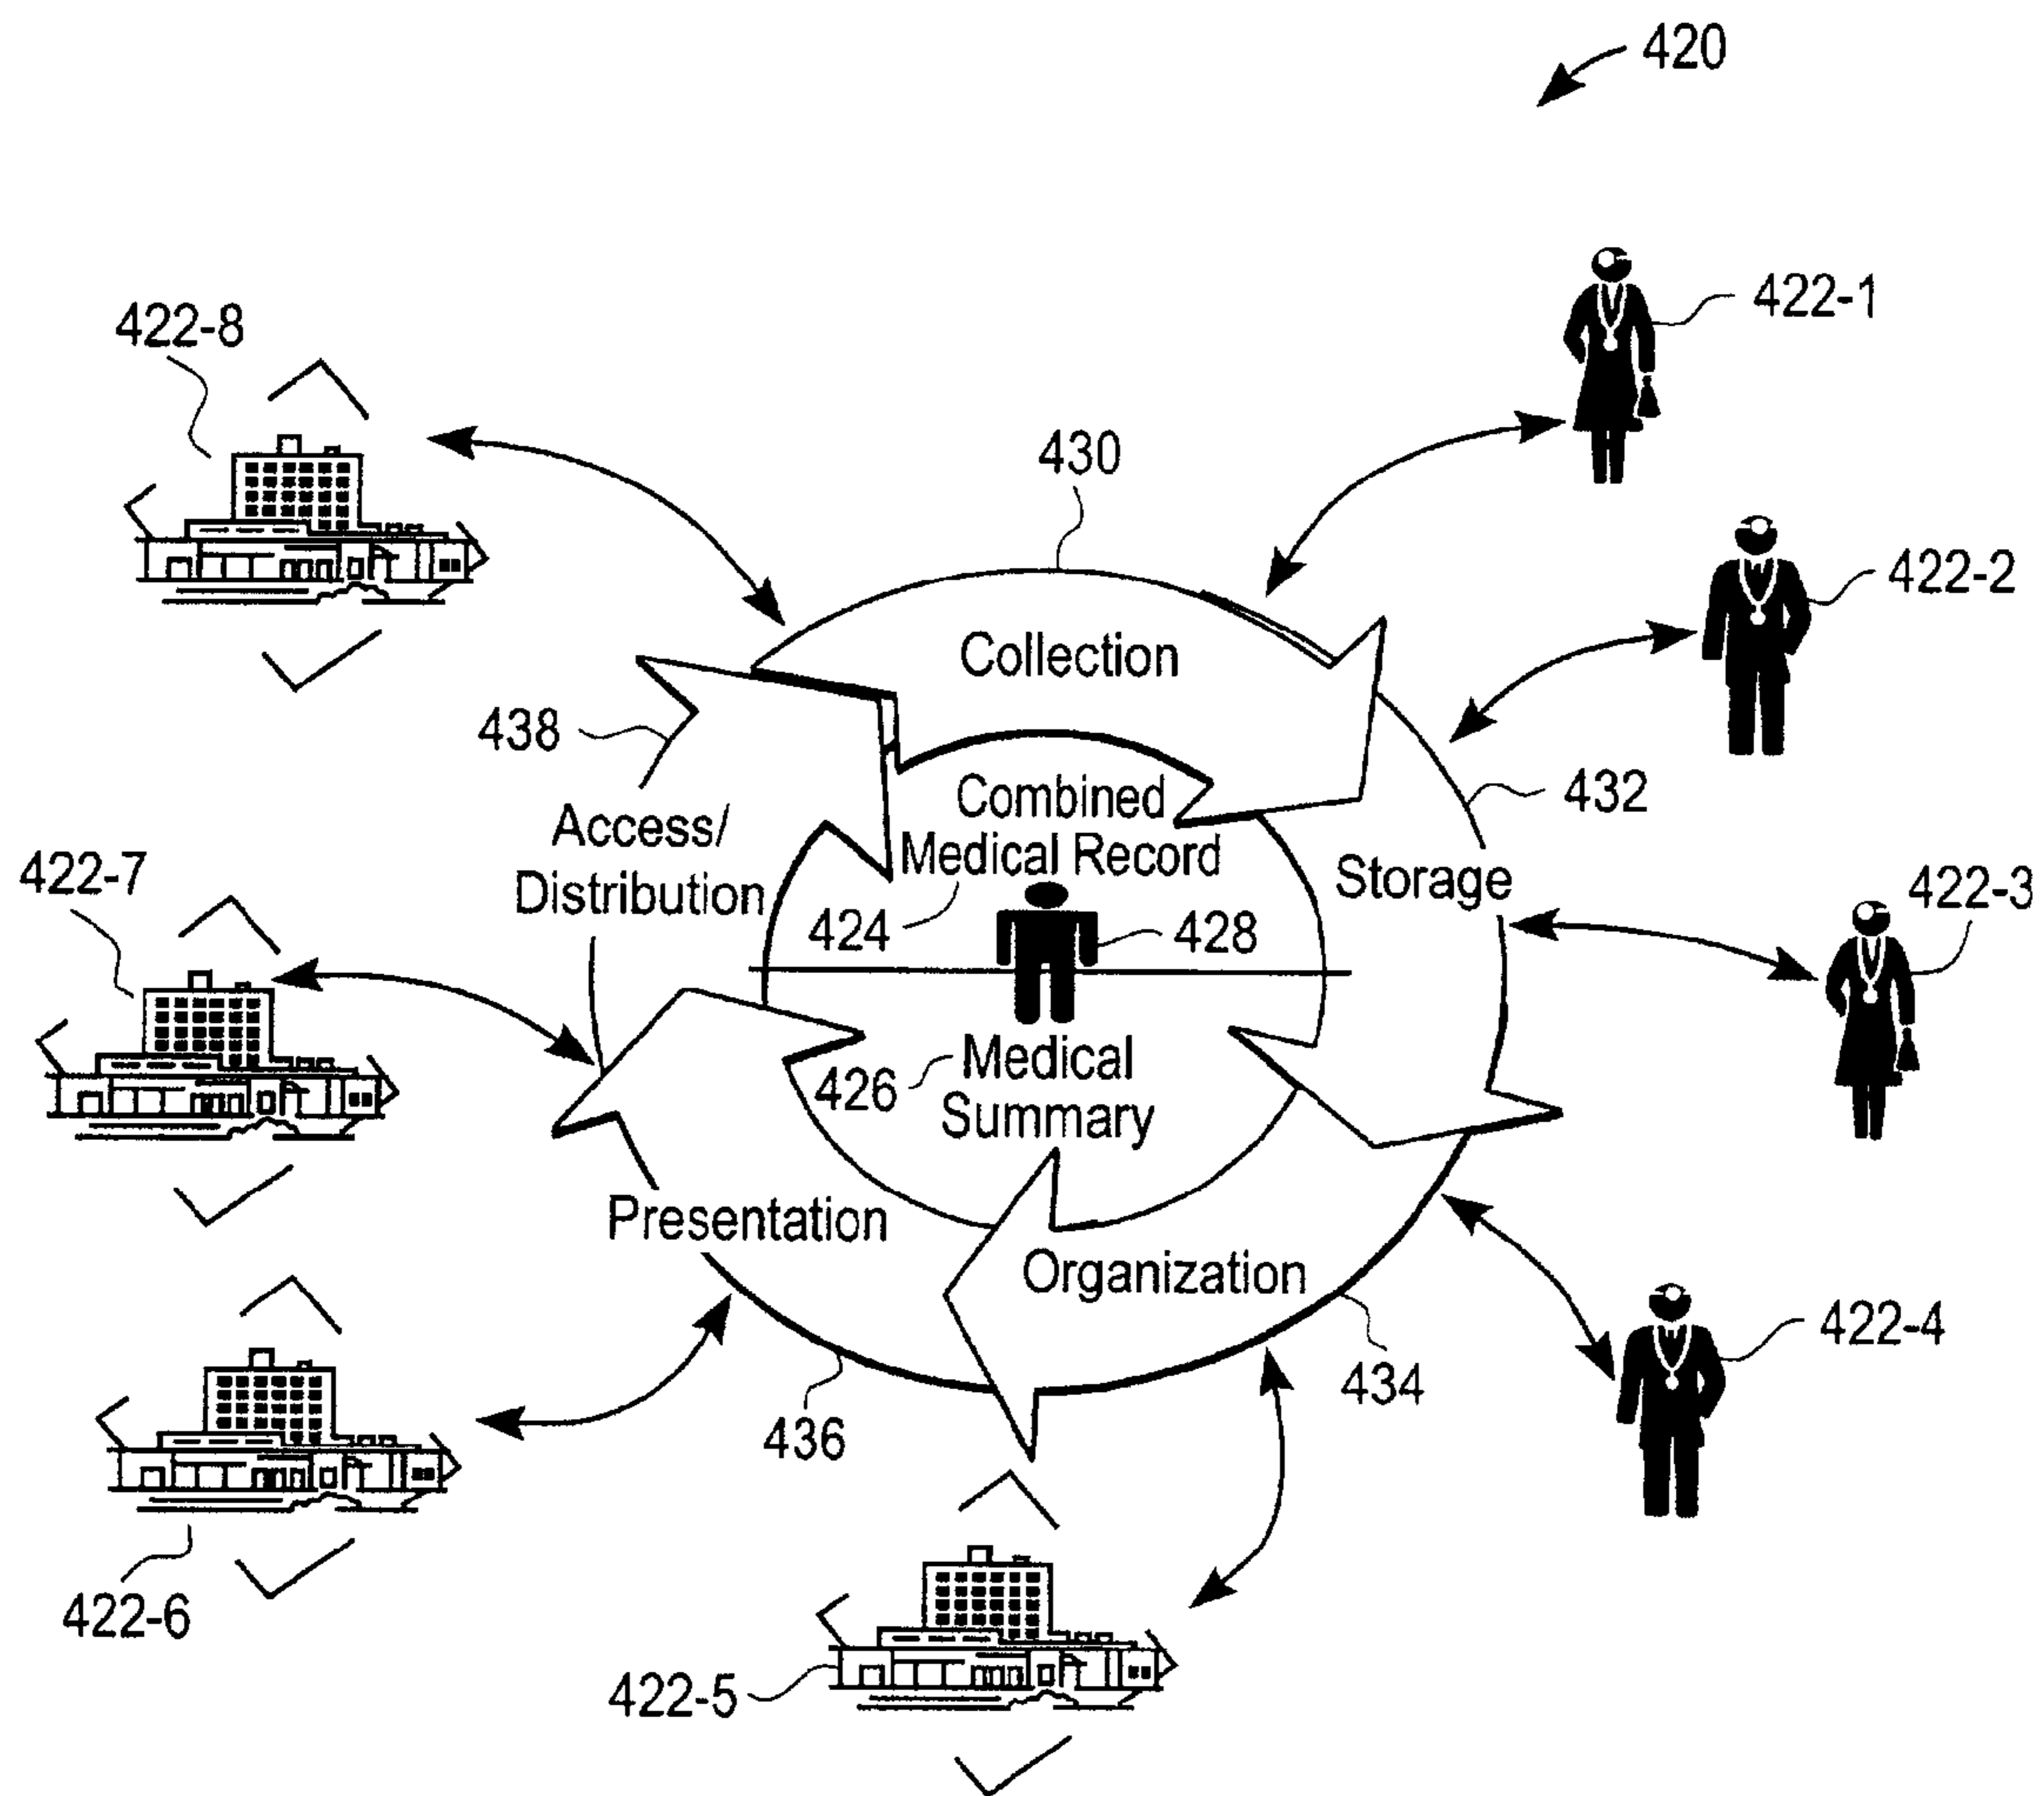 420
422-1
422-8
430
422-2
Collection
438
432
Combined
Medical Record
Access/
Distribution
422-7
Storage
422-3
424
428
Medical
Summary
426
Presentation
Organization
422-4
434
436
422-6
422-5